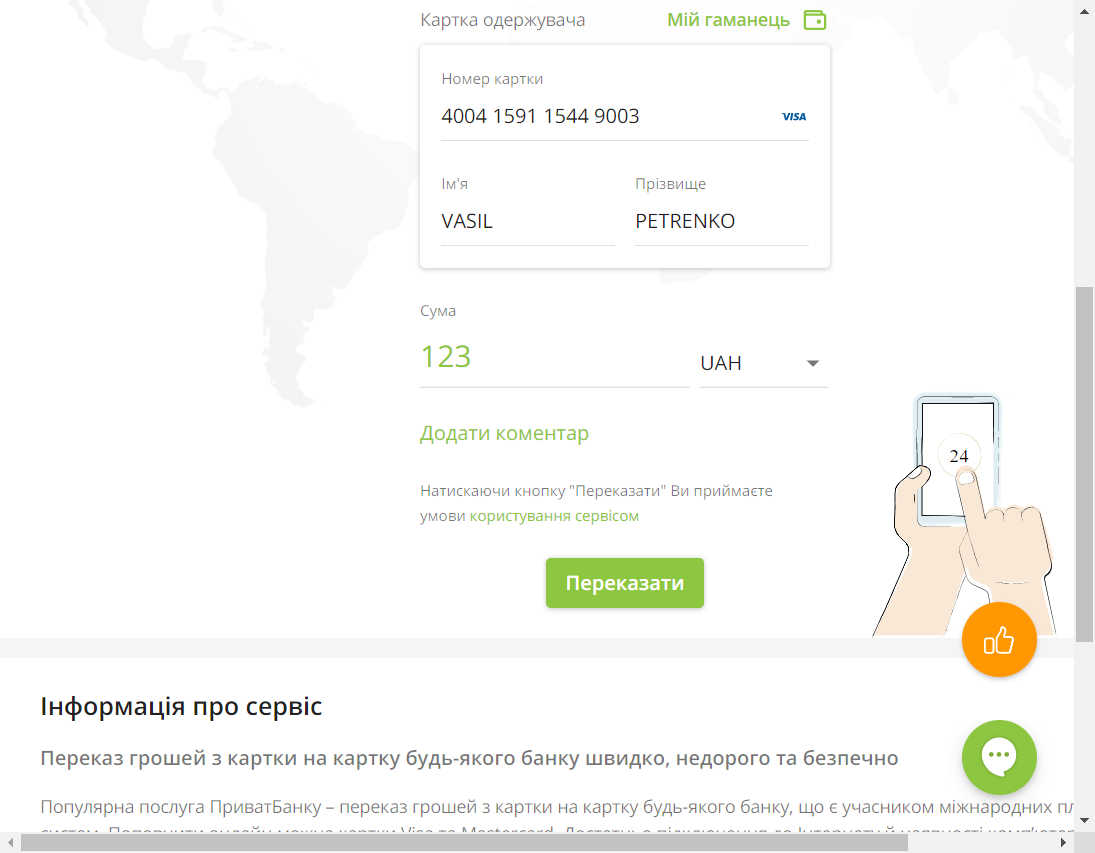 Картка одержувача
Мій гаманець
Номер картки
4004 1591 1544 9003
VISA
Ім'я
Прізвище
VASIL
PETRENKO
Сума
123
UAH
Додати коментар
24
Натискаючи кнопку "Переказати" Ви приймаєте
умови користування сервісом
Переказати
Інформація про сервіс
Переказ грошей з картки на картку будь-якого банку швидко, недорого та безпечно
Популярна послуга ПриватБанку – переказ грошей з картки на картку будь-якого банку, що є учасником міжнародних